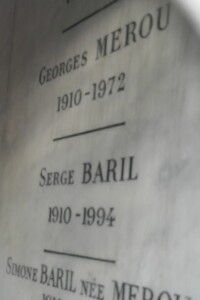 Georges MEROU
1910-1972
Serge BARIL
1910-1994
Simone BARIL née MEROU